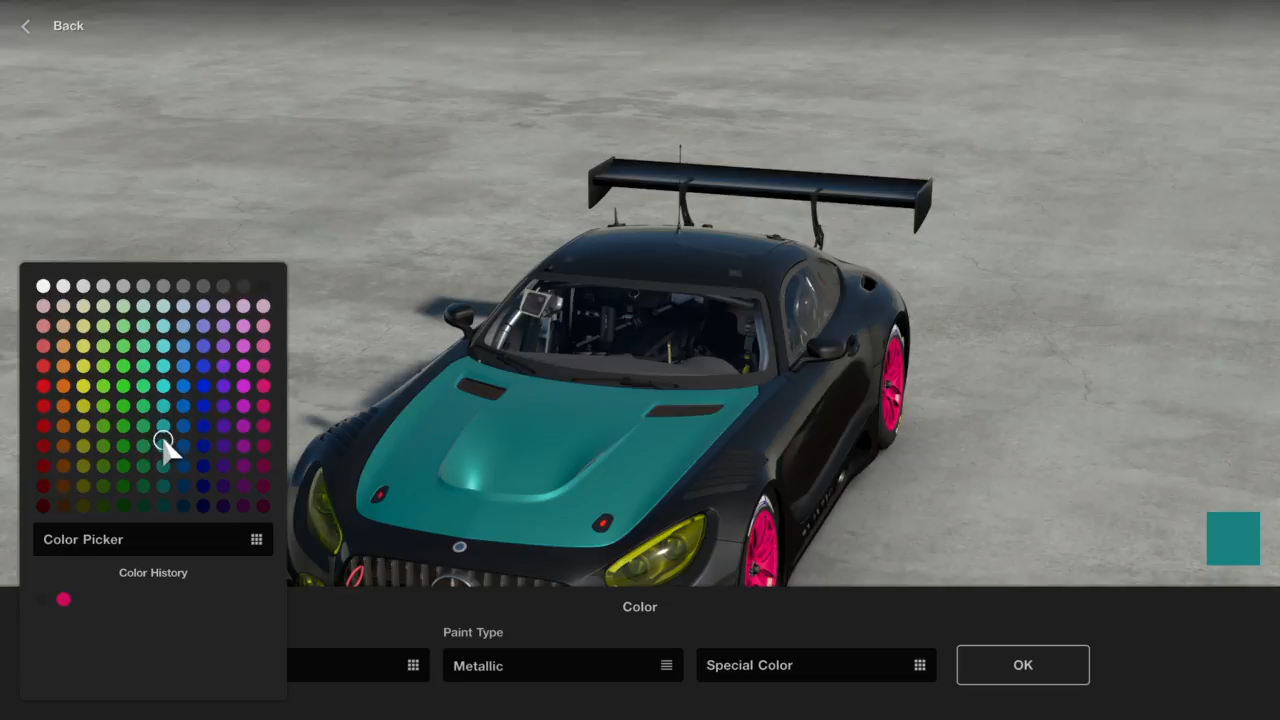 Back
Color Picker
Color History
Color
Paint Type
Metallic
Special Color
OK